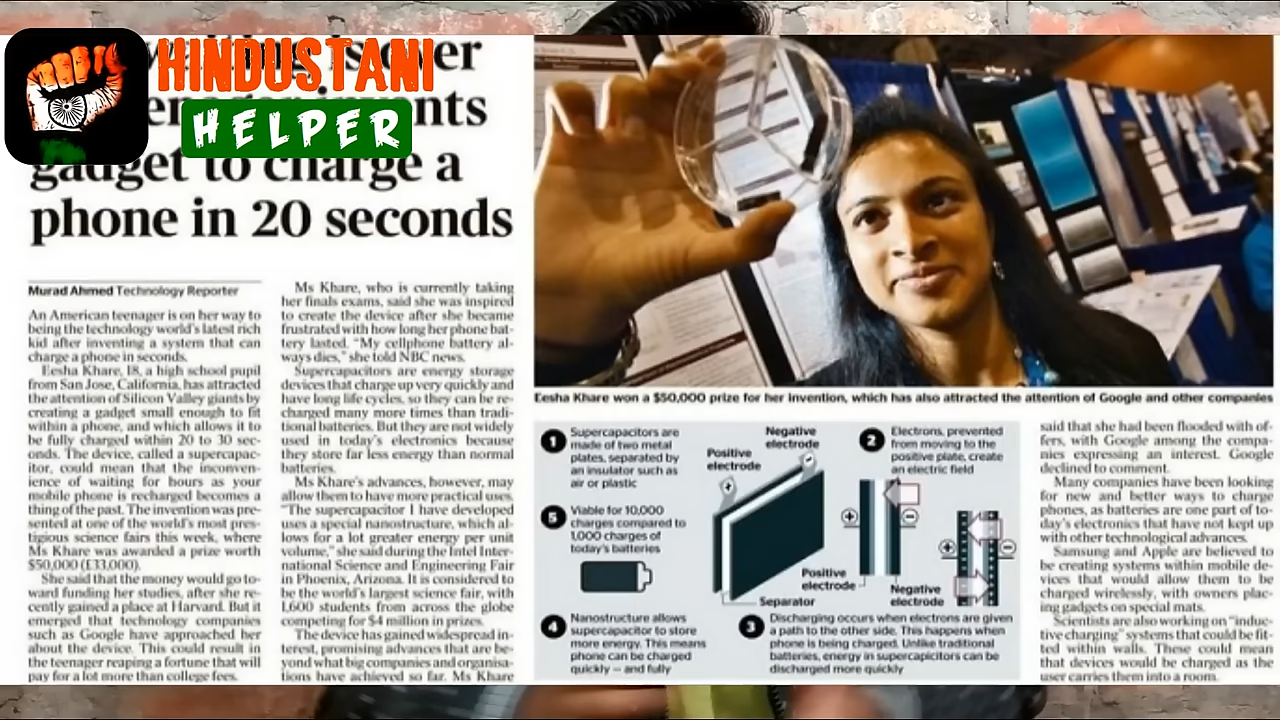 HINDUSTANI
HELPER
gadget to charge a
phone in 20 seconds
Murad Ahmed Technology Reporter
An American teenager is on her way to
being the technology world's latest rich
kid after inventing a system that can
charge a phone in seconds.
Eesha Khare, 18, a high school pupil
from San Jose, California, has attracted
the attention of Silicon Valley giants by
creating a gadget small enough to fit
within a phone, and which allows it to
be fully charged within 20 to 30 sec-
onds. The device, called a supercapac-
itor, could mean that the inconven-
ience of waiting for hours as your
mobile phone is recharged becomes a
thing of the past. The invention was pre-
sented at one of the world's most pres-
tigious science fairs this week, where
Ms Khare was awarded a prize worth
$50,000 (£33,000).
She said that the money would go to-
ward funding her studies, after she re-
cently gained a place at Harvard. But it
emerged that technology companies
such as Google have approached her
about the device. This could result in
the teenager reaping a fortune that will
pay for a lot more than college fees.
Ms Khare, who is currently taking
her finals exams, said she was inspired
to create the device after she became
frustrated with how long her phone bat-
tery lasted. "My cellphone battery al-
ways dies," she told NBC news.
Supercapacitors are energy storage
devices that charge up very quickly and
have long life cycles, so they can be re-
charged many more times than tradi-
tional batteries. But they are not widely
used in today's electronics because
they store far less energy than normal
batteries.
Ms Khare's advances, however, may
allow them to have more practical uses.
"The supercapacitor I have developed
uses a special nanostructure, which al-
lows for a lot greater energy per unit
volume," she said during the Intel Inter-
national Science and Engineering Fair
in Phoenix, Arizona. It is considered to
be the world's largest science fair, with
1,600 students from across the globe
competing for $4 million in prizes.
The device has gained widespread in-
terest, promising advances that are be-
yond what big companies and organisa-
tions have achieved so far. Ms Khare
Eesha Khare won a $50,000 prize for her invention, which has also attracted the attention of Google and other companies
1 Supercapacitors are
made of two metal
plates, separated by
an insulator such as
air or plastic
Positive
electrode
Negative
electrode
+
-
Positive
electrode
Separator
2 Electrons, prevented
from moving to the
positive plate, create
an electric field
+
-
+
-
Negative
electrode
5 Viable for 10,000
charges compared to
1,000 charges of
today's batteries
4 Nanostructure allows
supercapacitor to store
more energy. This means
phone can be charged
quickly — and fully
3 Discharging occurs when electrons are given
a path to the other side. This happens when
phone is being charged. Unlike traditional
batteries, energy in supercapicitors can be
discharged more quickly
said that she had been flooded with of-
fers, with Google among the compa-
nies expressing an interest. Google
declined to comment.
Many companies have been looking
for new and better ways to charge
phones, as batteries are one part of to-
day's electronics that have not kept up
with other technological advances.
Samsung and Apple are believed to
be creating systems within mobile de-
vices that would allow them to be
charged wirelessly, with owners plac-
ing gadgets on special mats.
Scientists are also working on "induc-
tive charging" systems that could be fit-
ted within walls. These could mean
that devices would be charged as the
user carries them into a room.